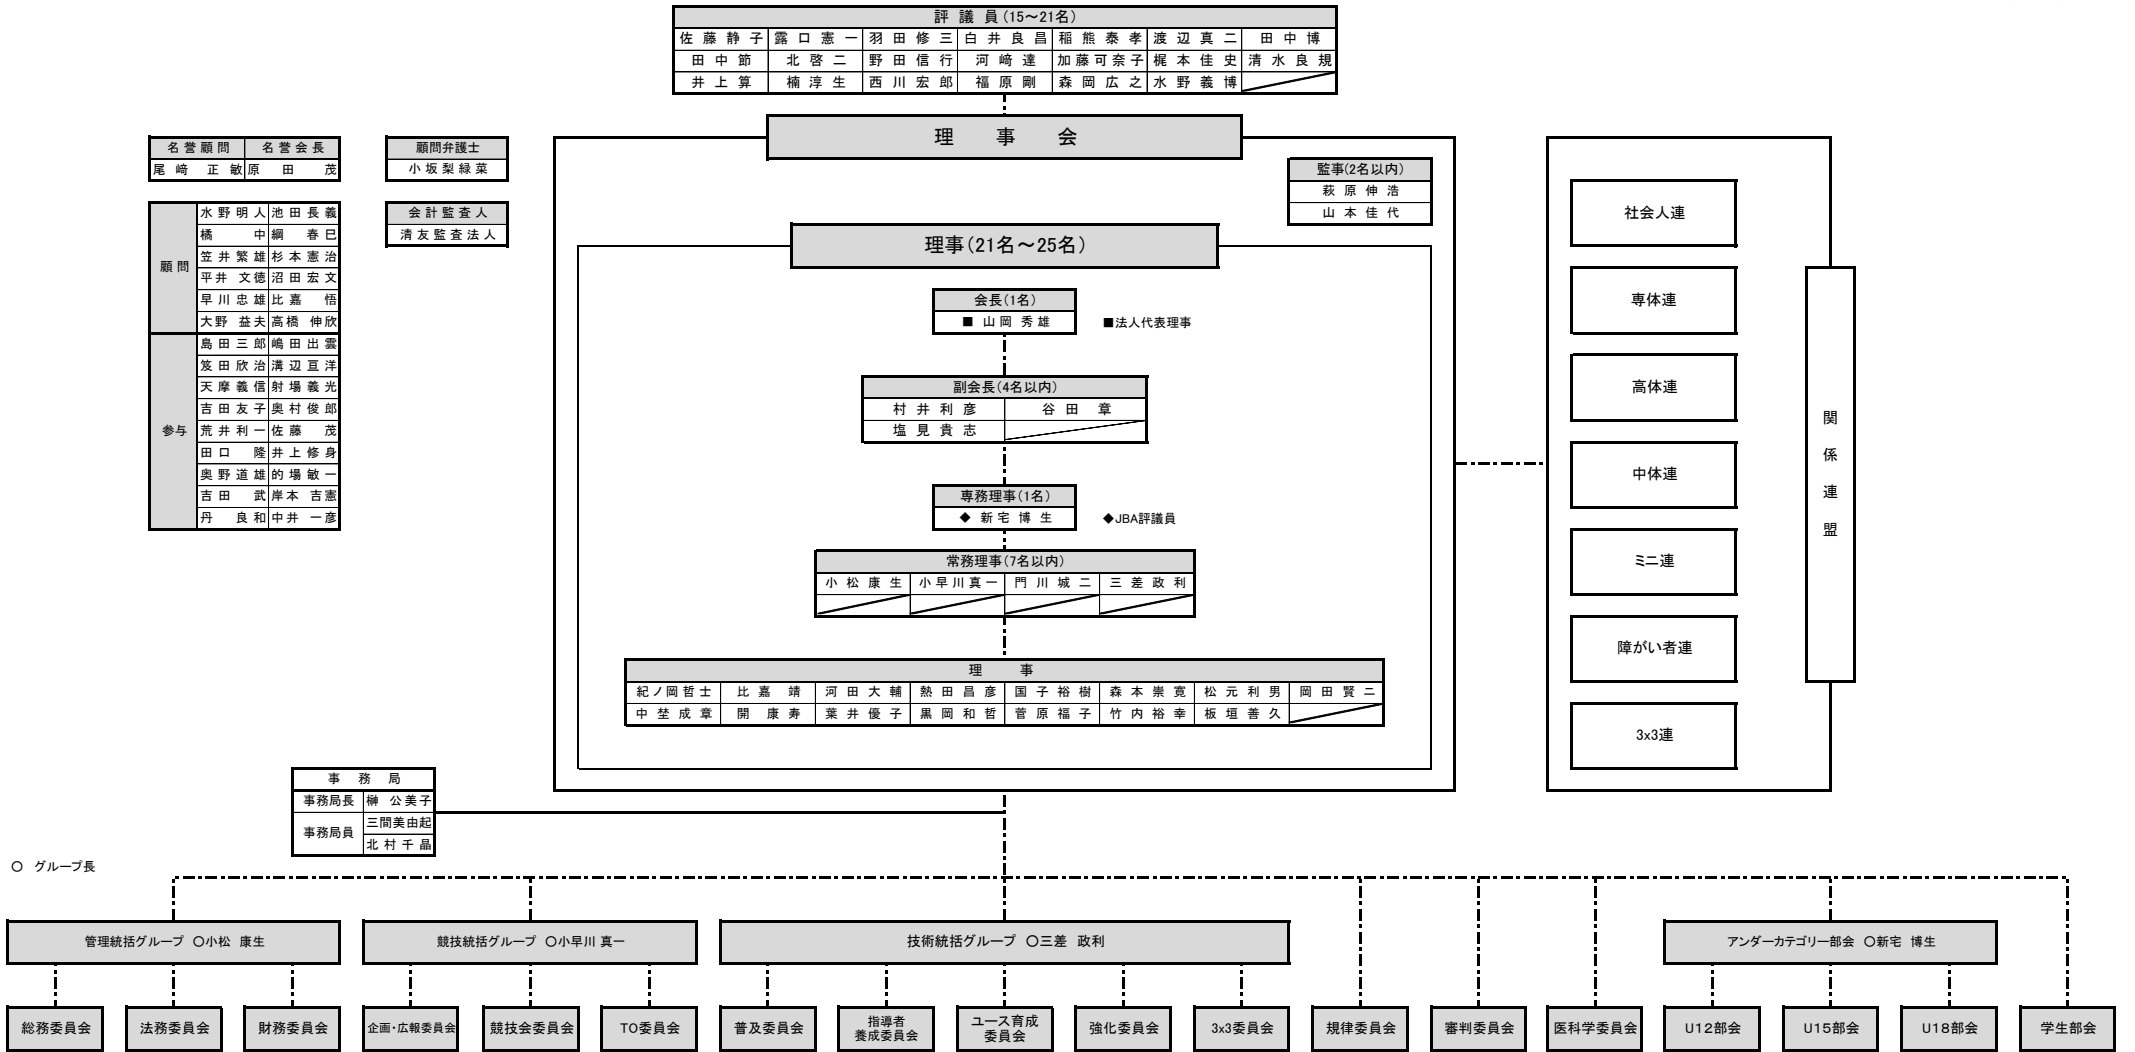 評 議 員（15～21名）
佐 藤 静 子 露 口 憲 一 羽 田 修 三 白 井 良 昌 稲 熊 泰 孝 渡 辺 真 二 田 中 博
田 中 節 北 啓 二 野 田 信 行 河 﨑 達 加 藤 可 奈 子 梶 本 佳 史 清 水 良 規
井 上 算 楠 淳 生 西 川 宏 郎 福 原 剛 森 岡 広 之 水 野 義 博
理 事 会
名 誉 顧 問 名 誉 会 長
尾 﨑 正 敏 原 田 茂
顧問弁護士
小 坂 梨 緑 菜
会 計 監 査 人
清 友 監 査 法 人
顧 問
水 野 明 人 池 田 長 義
橘 中 綱 春 巳
笠 井 繁 雄 杉 本 憲 治
平井 文徳 沼 田 宏 文
早 川 忠 雄 比 嘉 悟
大野 益夫 高橋 伸欣
参与
島 田 三 郎 嶋 田 出 雲
笈 田 欣 治 溝 辺 亘 洋
天 摩 義 信 射 場 義 光
吉 田 友 子 奥 村 俊 郎
荒 井 利 一 佐 藤 茂
田 口 隆 井 上 修 身
奥 野 道 雄 的 場 敏 一
吉 田 武 岸本 吉憲
丹 良 和 中井 一彦
監事（2名以内）
萩 原 伸 浩
山 本 佳 代
理事（21名～25名）
会長（1名）
■ 山 岡 秀 雄 ■法人代表理事
副会長（4名以内）
村 井 利 彦 谷 田 章
塩 見 貴 志
専務理事（1名）
◆ 新 宅 博 生 ◆JBA評議員
常務理事（7名以内）
小 松 康 生 小 早 川 真 一 門 川 城 二 三 差 政 利
理 事
紀 ノ 岡 哲 士 比 嘉 靖 河 田 大 輔 熱 田 昌 彦 国 子 裕 樹 森 本 崇 寛 松 元 利 男 岡 田 賢 二
中 埜 成 章 開 康 寿 葉 井 優 子 黒 岡 和 哲 菅 原 福 子 竹 内 裕 幸 板 垣 善 久
社会人連
専体連
高体連
中体連
ミニ連
障がい者連
3x3連
関係連盟
事 務 局
事務局長 榊 公美子
事務局員 三間美由起
北 村 千 晶
○ グループ長
管理統括グループ ○小松 康生 競技統括グループ ○小早川 真一 技術統括グループ ○三差 政利 アンダーカテゴリー部会 ○新宅 博生
総務委員会 法務委員会 財務委員会 企画・広報委員会 競技会委員会 TO委員会 普及委員会 指導者
養成委員会 ユース育成
委員会 強化委員会 3x3委員会 規律委員会 審判委員会 医科学委員会 U12部会 U15部会 U18部会 学生部会